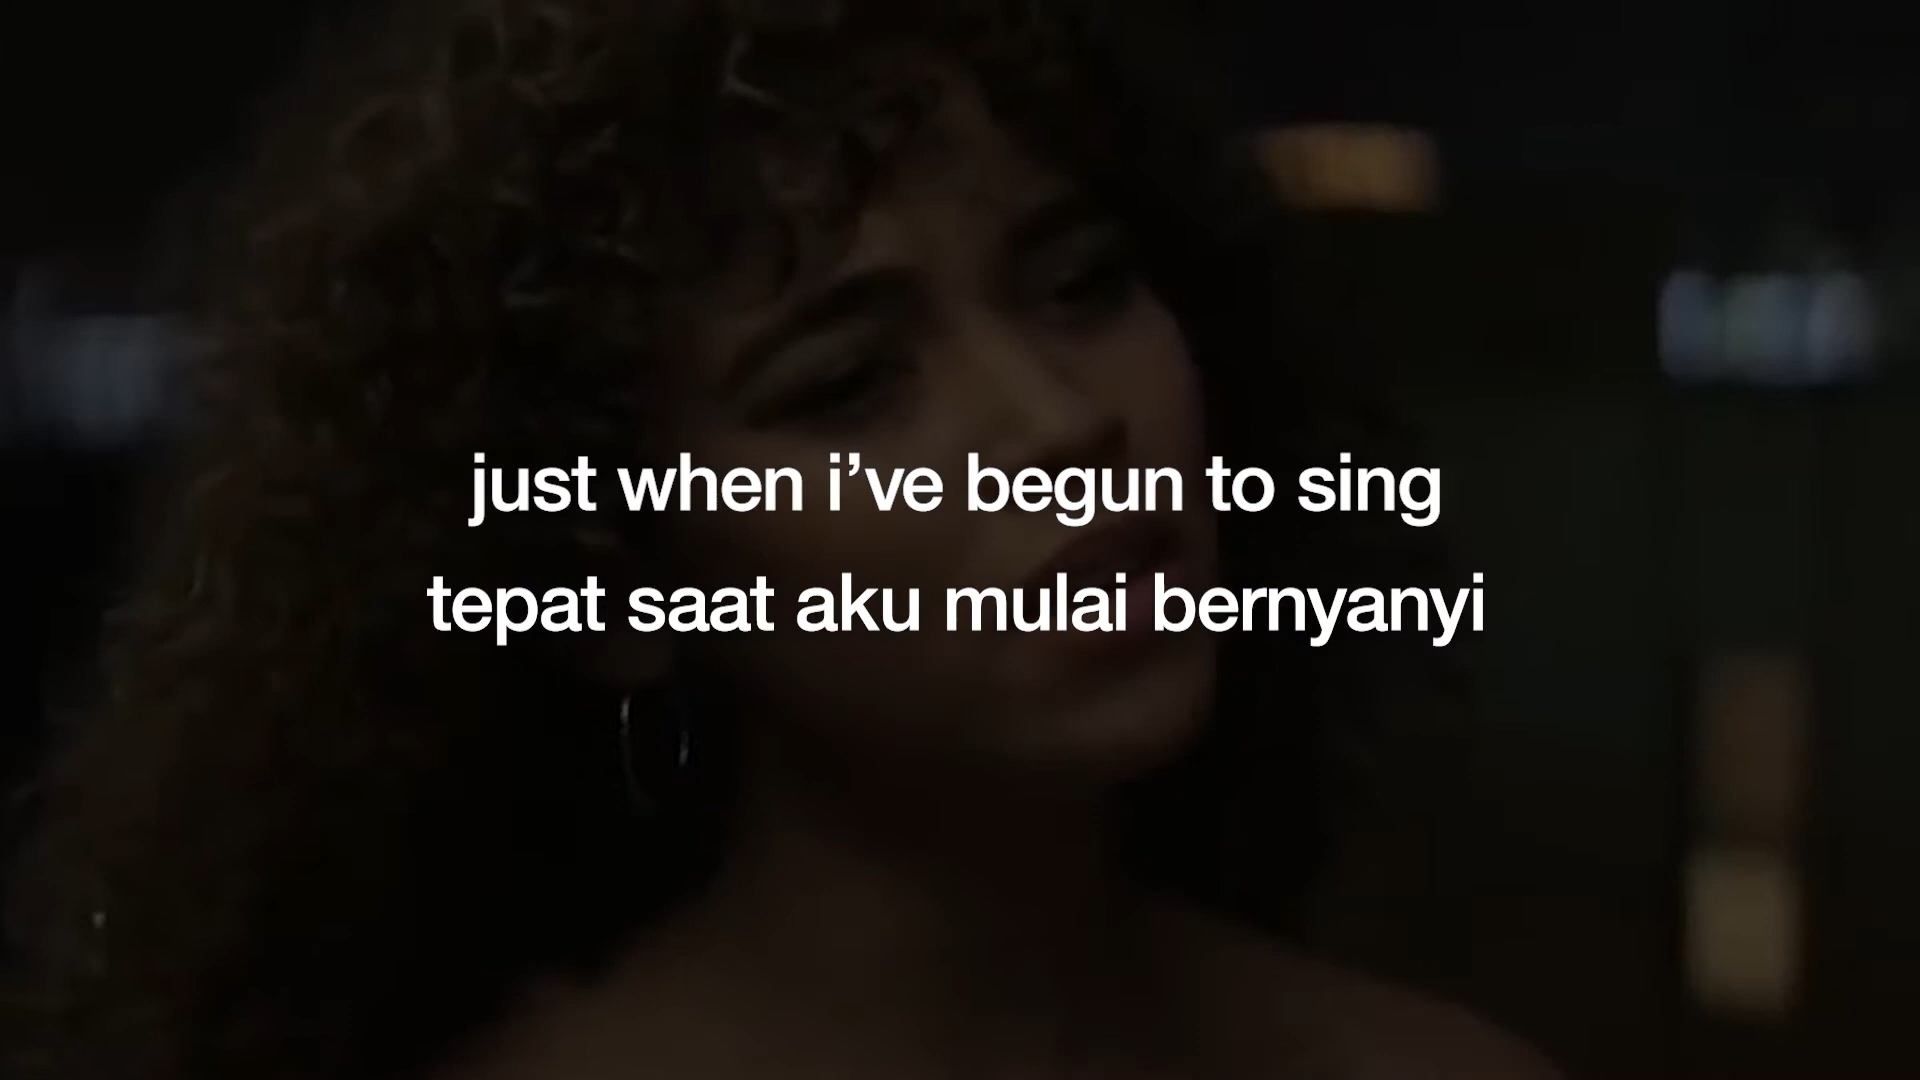 just when i’ve begun to sing
tepat saat aku mulai bernyanyi